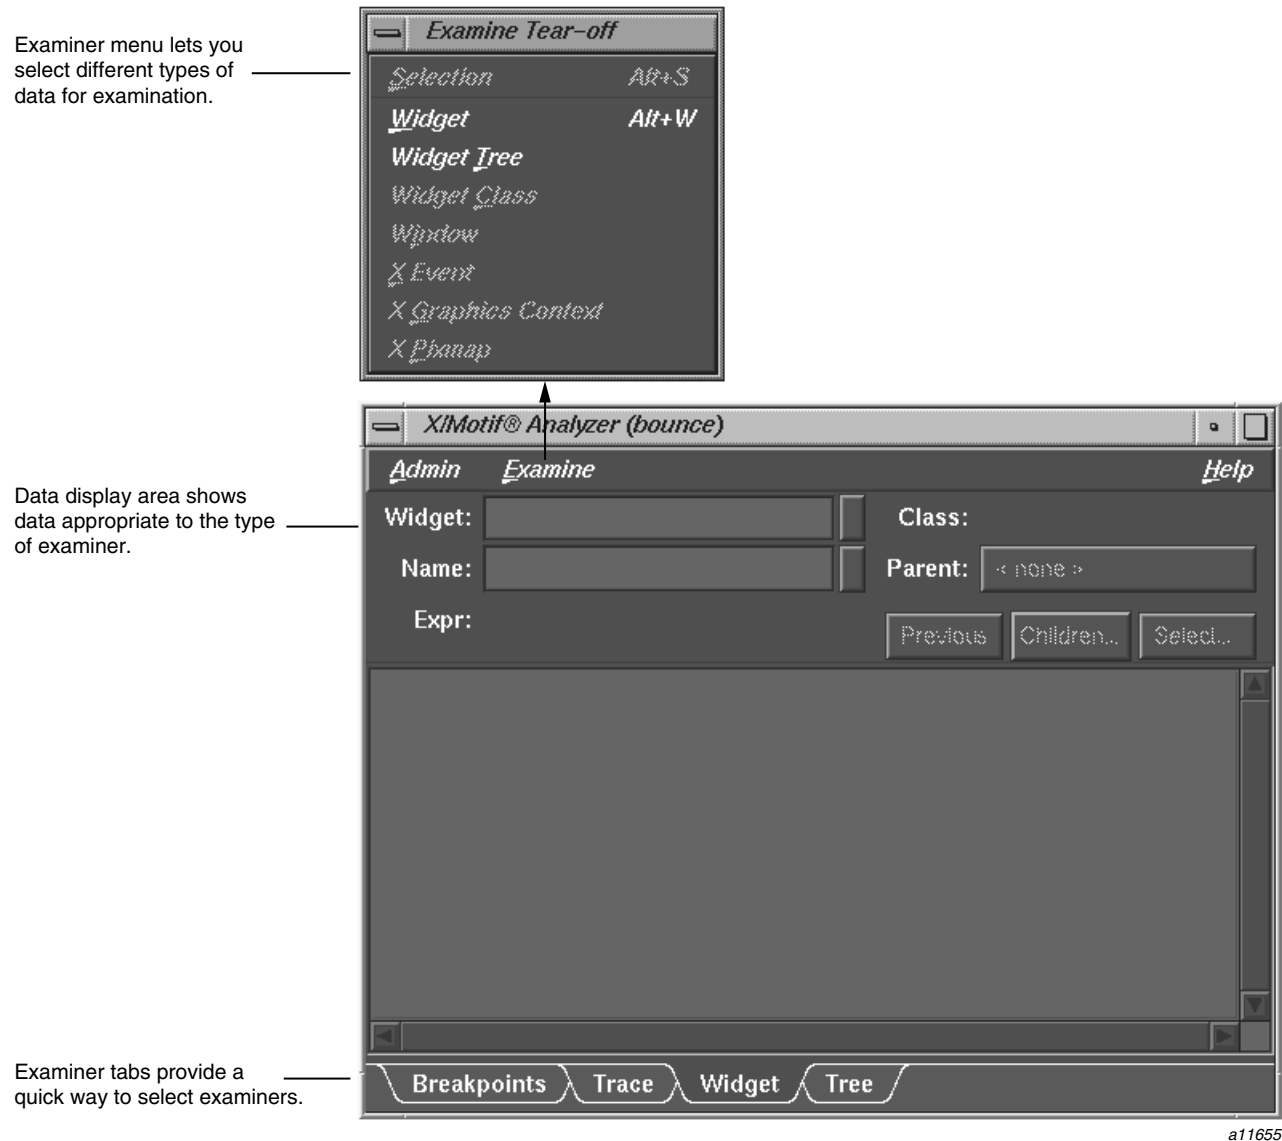 Examiner menu lets you
select different types of
data for examination.
Examine Tear-off
Selection Alt+S
Widget Alt+W
Widget Tree
Widget Class
Window
X Event
X Graphics Context
X Pixmap
X/Motif® Analyzer (bounce)
Admin Examine Help
Data display area shows
data appropriate to the type
of examiner.
Widget: Class:
Name: Parent: < none >
Expr: Previous Children... Select...
Examiner tabs provide a
quick way to select examiners.
Breakpoints Trace Widget Tree
a11655